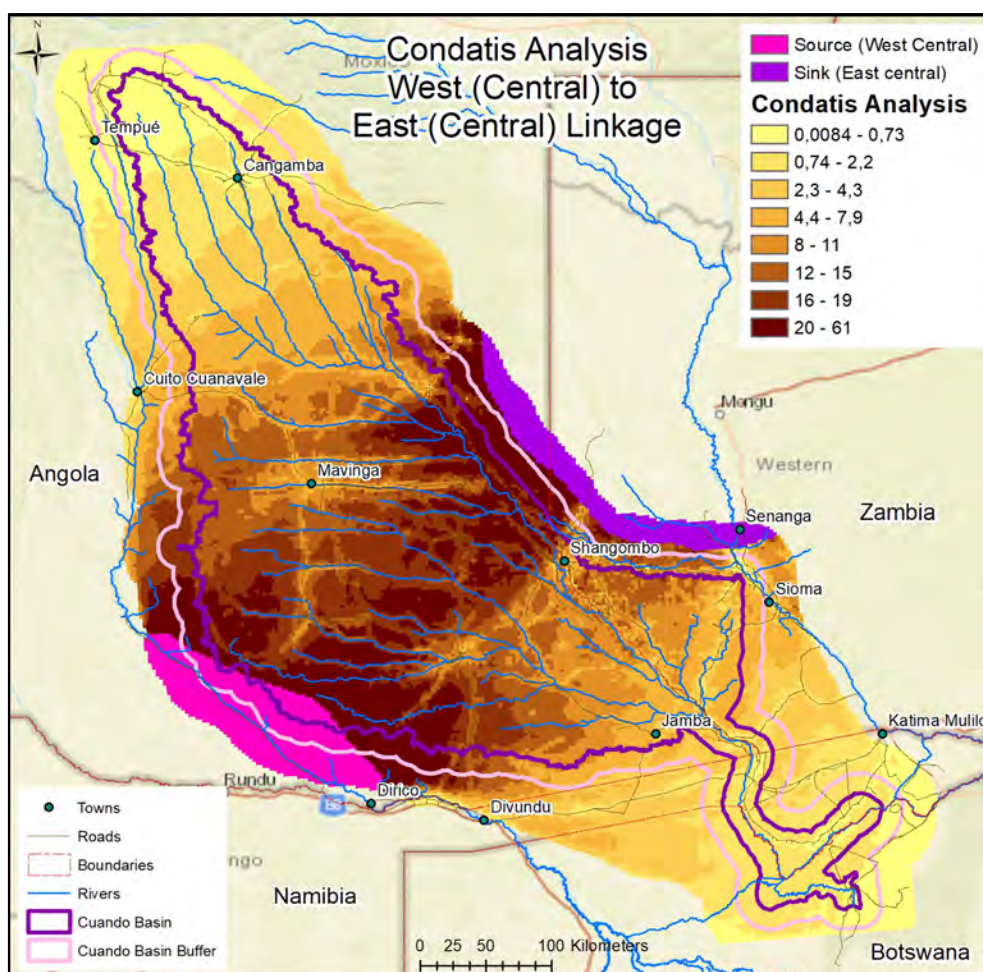 N
Condatis Analysis
West (Central) to
East (Central) Linkage
Moxico
Source (West Central)
Sink (East central)
Condatis Analysis
0,0084 - 0,73
0,74 - 2,2
2,3 - 4,3
4,4 - 7,9
8 - 11
12 - 15
16 - 19
20 - 61
Tempué
Cangamba
Cuito Cuanavale
Mongu
Angola
Mavinga
Western
Senanga
Zambia
Shangombo
Sioma
Jamba
Katima Mulilo
Rundu
Dirico
Divundu
Towns
Roads
Boundaries
Rivers
Cuando Basin
Cuando Basin Buffer
ngo
Namibia
0 25 50 100 Kilometers
Botswana